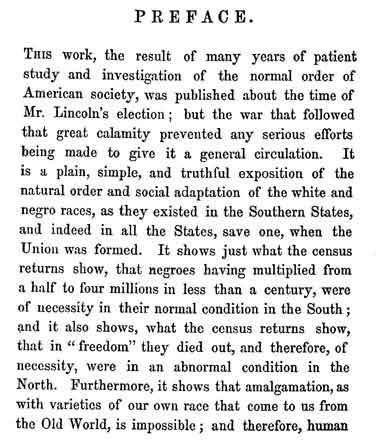 PREFACE.
THIS work, the result of many years of patient
study and investigation of the normal order of
American society, was published about the time of
Mr. Lincoln's election; but the war that followed
that great calamity prevented any serious efforts
being made to give it a general circulation. It
is a plain, simple, and truthful exposition of the
natural order and social adaptation of the white and
negro races, as they existed in the Southern States,
and indeed in all the States, save one, when the
Union was formed. It shows just what the census
returns show, that negroes having multiplied from
a half to four millions in less than a century, were
of necessity in their normal condition in the South;
and it also shows, what the census returns show,
that in "freedom" they died out, and therefore, of
necessity, were in an abnormal condition in the
North. Furthermore, it shows that amalgamation, as
with varieties of our own race that come to us from
the Old World, is impossible; and therefore, human